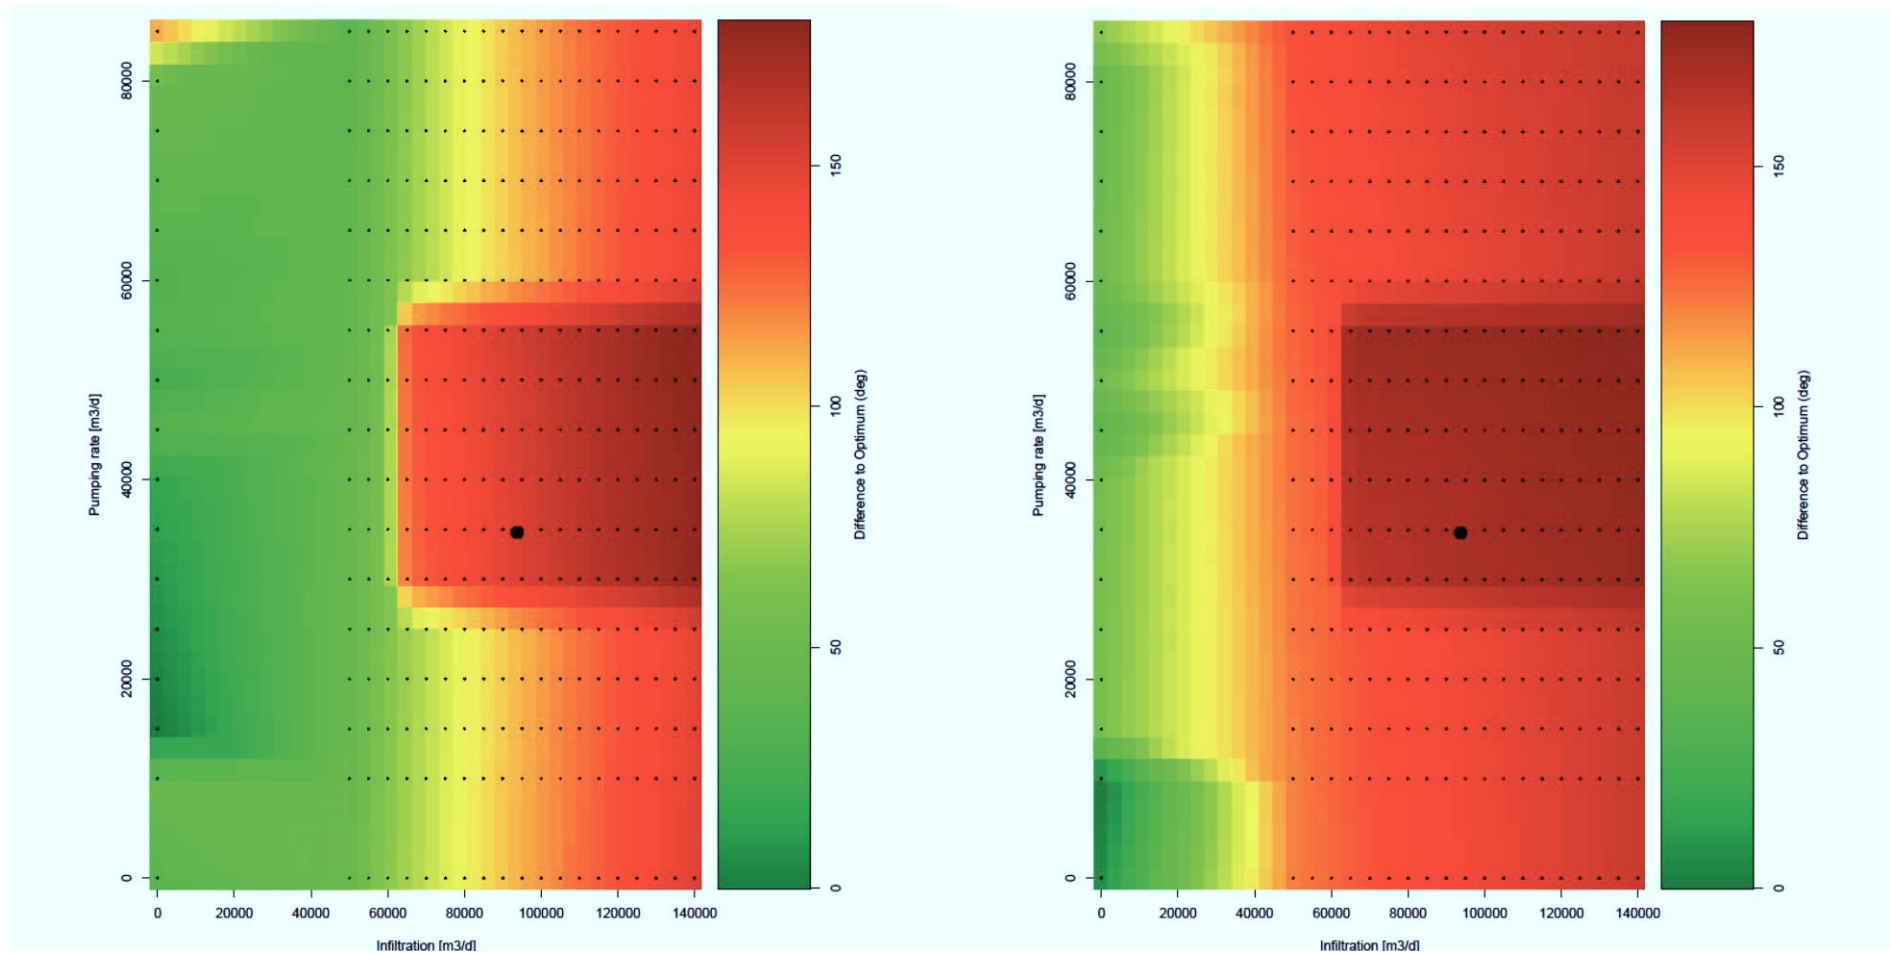 80000
60000
40000
20000
0
Pumping rate [m3/d]
0 20000 40000 60000 80000 100000 120000 140000
Infiltration [m3/d]
150
100
50
0
Difference to Optimum (deg)
80000
60000
40000
20000
0
Pumping rate [m3/d]
0 20000 40000 60000 80000 100000 120000 140000
Infiltration [m3/d]
150
100
50
0
Difference to Optimum (deg)